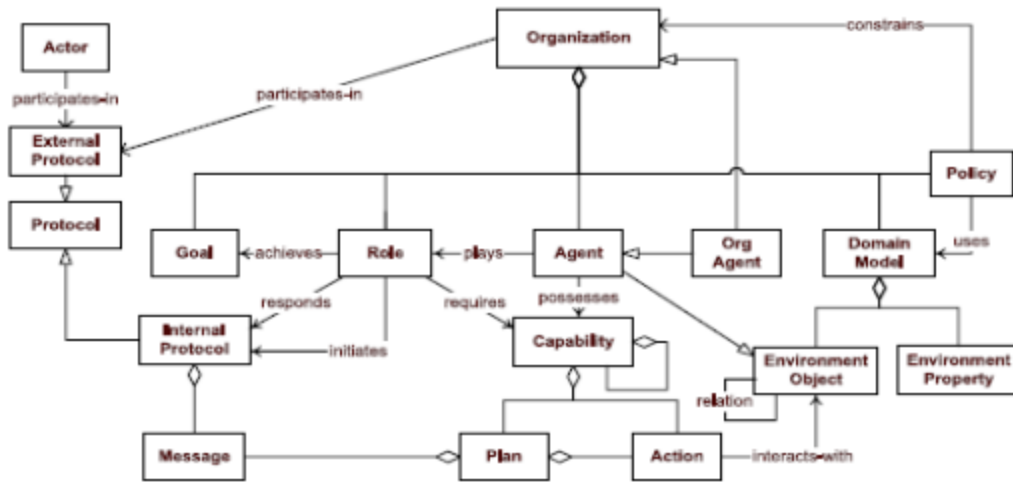 Actor
Organization
constrains
participates-in
participates-in
External
Protocol
Policy
Protocol
Goal
achieves
Role
plays
Agent
Org
Agent
Domain
Model
uses
responds
requires
possesses
Internal
Protocol
initiates
Capability
Environment
Object
Environment
Property
relation
Message
Plan
Action
interacts-with